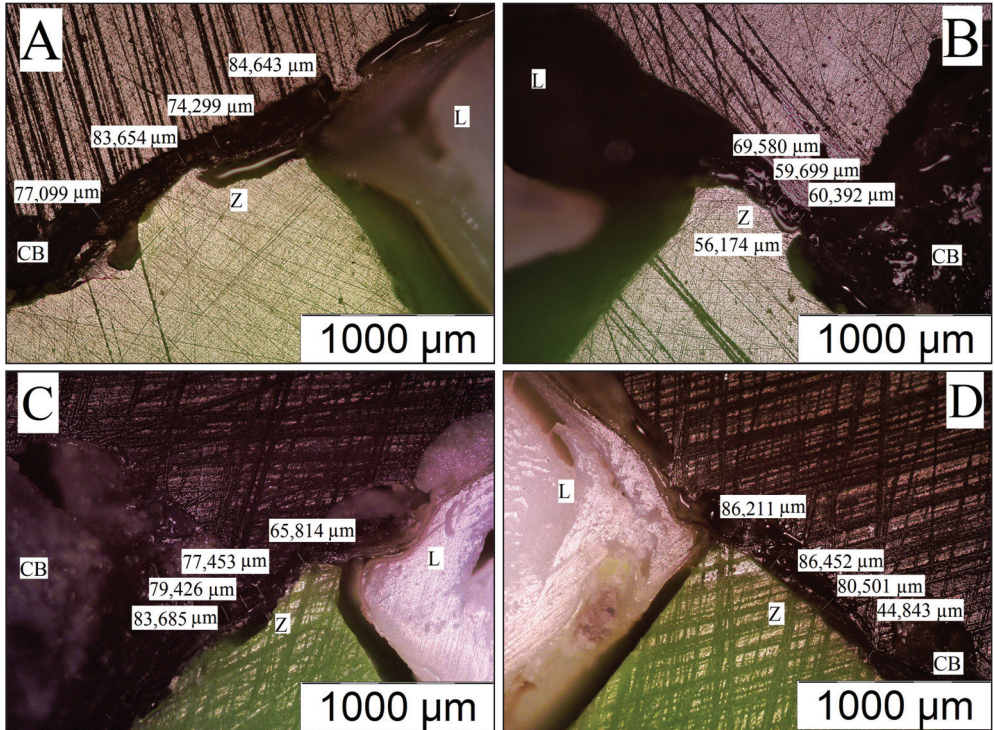 A
84,643 µm
74,299 µm
83,654 µm
77,099 µm
L
Z
CB
1000 µm
B
L
69,580 µm
59,699 µm
60,392 µm
Z
56,174 µm
CB
1000 µm
C
65,814 µm
77,453 µm
79,426 µm
83,685 µm
CB
L
Z
1000 µm
D
L
86,211 µm
86,452 µm
80,501 µm
44,843 µm
Z
CB
1000 µm